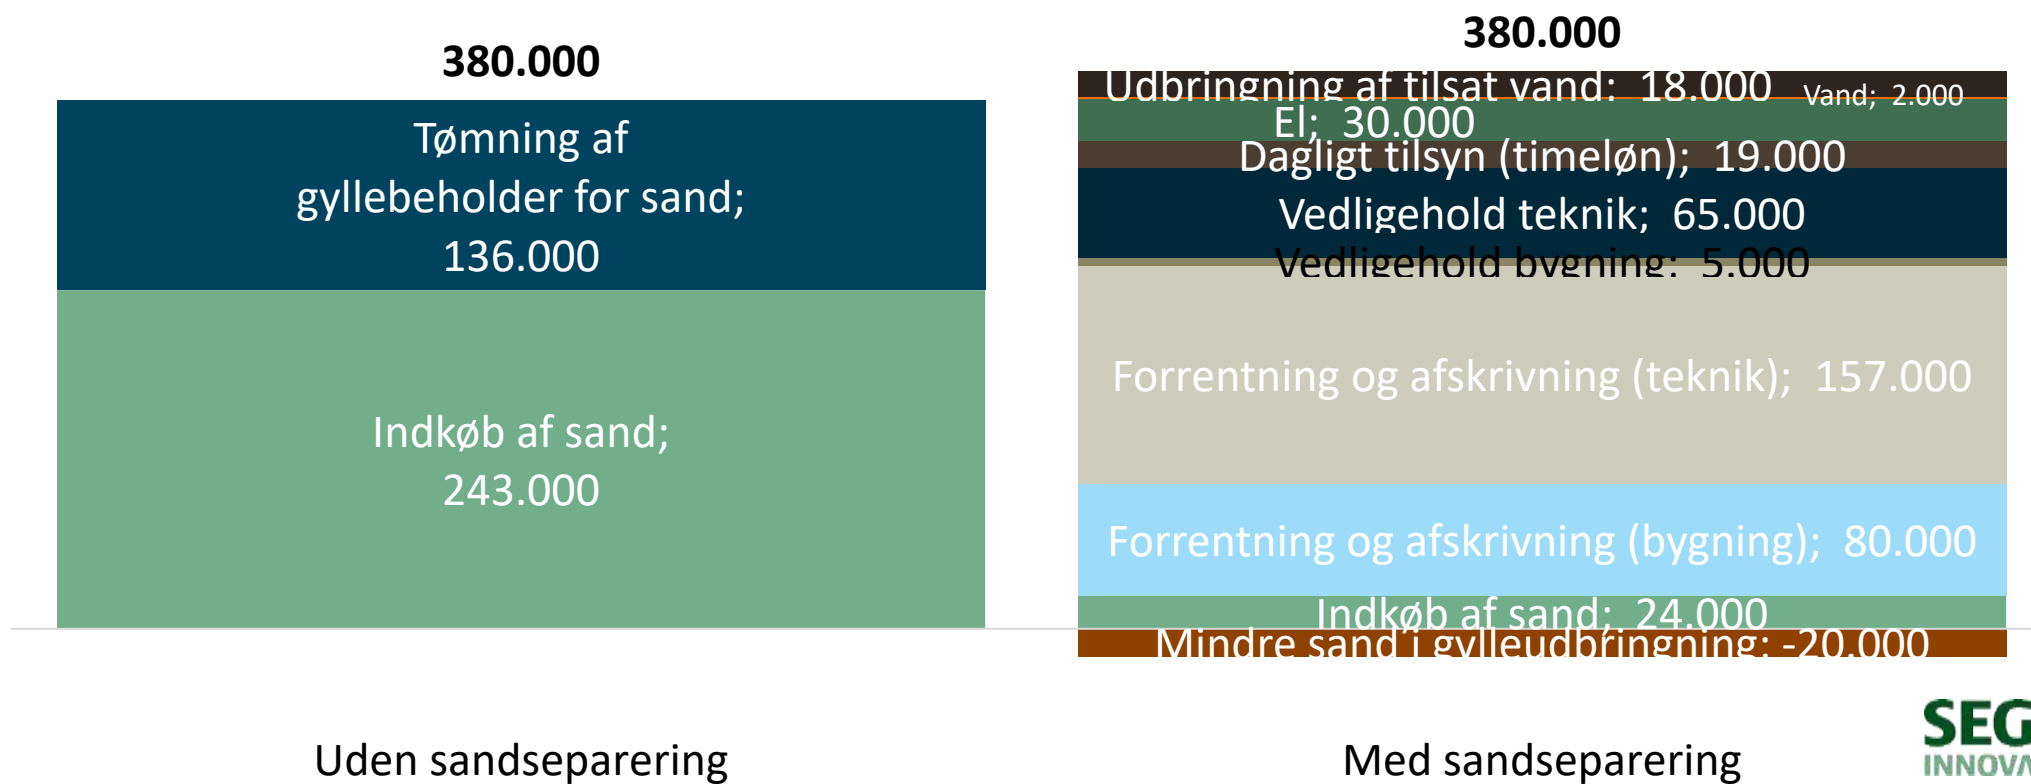 380.000
Tømning af
gyllebeholder for sand;
136.000
Indkøb af sand;
243.000
Uden sandseparering
380.000
Udbringning af tilsat vand; 18.000
Vand; 2.000
El; 30.000
Dagligt tilsyn (timeløn); 19.000
Vedligehold teknik; 65.000
Vedligehold bygning; 5.000
Forrentning og afskrivning (teknik); 157.000
Forrentning og afskrivning (bygning); 80.000
Indkøb af sand; 24.000
Mindre sand i gylleudbringning; -20.000
Med sandseparering
SEG
INNOVA